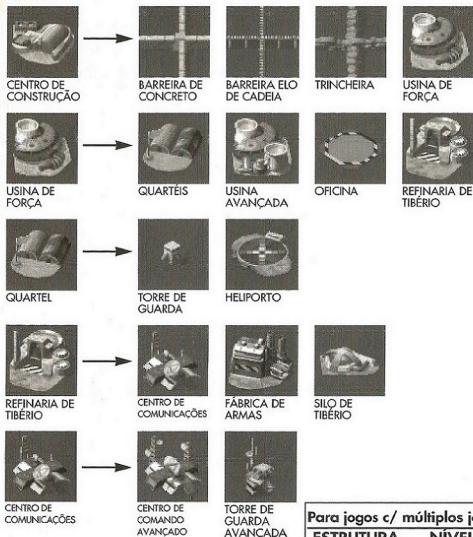 CENTRO DE
CONSTRUÇÃO
BARREIRA DE
CONCRETO
BARREIRA ELO
DE CADEIA
TRINCHEIRA
USINA DE
FORÇA
USINA DE
FORÇA
QUARTÉIS
USINA
AVANÇADA
OFICINA
REFINARIA DE
TIBÉRIO
QUARTEL
TORRE DE
GUARDA
HELIPORTO
REFINARIA DE
TIBÉRIO
CENTRO DE
COMUNICAÇÕES
FÁBRICA DE
ARMAS
SILO DE
TIBÉRIO
CENTRO DE
COMUNICAÇÕES
CENTRO DE
COMANDO
AVANÇADO
TORRE DE
GUARDA
AVANÇADA
Para jogos c/ múltiplos